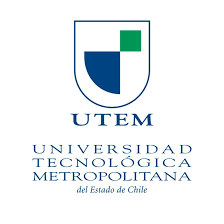 UTEM
UNIVERSIDAD
TECNOLÓGICA
METROPOLITANA
del Estado de Chile